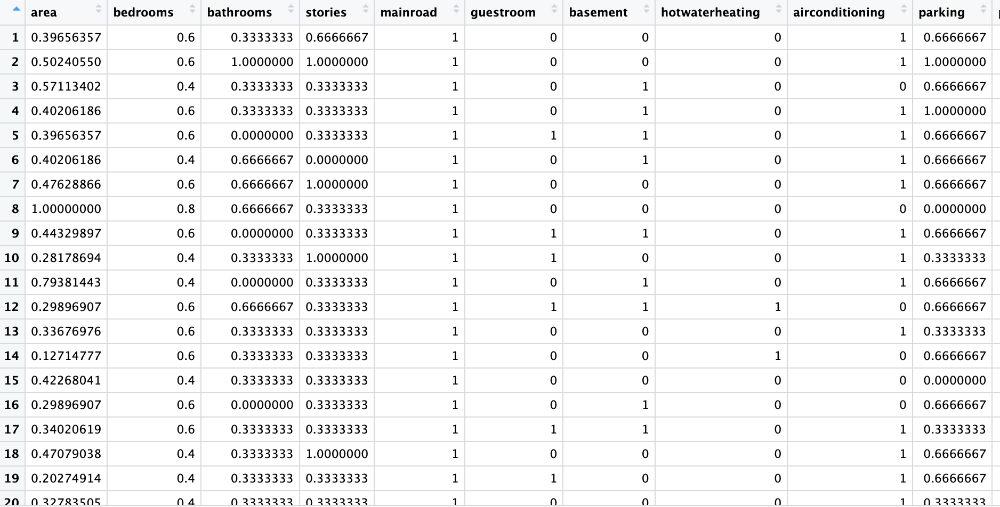 area bedrooms bathrooms stories mainroad guestroom basement hotwaterheating airconditioning parking
1 0.39656357 0.6 0.3333333 0.6666667 1 0 0 0 1 0.6666667
2 0.50240550 0.6 1.0000000 1.0000000 1 0 0 0 1 1.0000000
3 0.57113402 0.4 0.3333333 0.3333333 1 0 1 0 0 0.6666667
4 0.40206186 0.6 0.3333333 0.3333333 1 0 1 0 1 1.0000000
5 0.39656357 0.6 0.0000000 0.3333333 1 1 1 0 1 0.6666667
6 0.40206186 0.4 0.6666667 0.0000000 1 0 1 0 1 0.6666667
7 0.47628866 0.6 0.6666667 1.0000000 1 0 0 0 1 0.6666667
8 1.00000000 0.8 0.6666667 0.3333333 1 0 0 0 0 0.0000000
9 0.44329897 0.6 0.0000000 0.3333333 1 1 1 0 1 0.6666667
10 0.28178694 0.4 0.3333333 1.0000000 1 1 0 0 1 0.3333333
11 0.79381443 0.4 0.0000000 0.3333333 1 0 1 0 1 0.6666667
12 0.29896907 0.6 0.6666667 0.3333333 1 1 1 1 0 0.6666667
13 0.33676976 0.6 0.3333333 0.3333333 1 0 0 0 1 0.3333333
14 0.12714777 0.6 0.3333333 0.3333333 1 0 0 1 0 0.6666667
15 0.42268041 0.4 0.3333333 0.3333333 1 0 0 0 0 0.0000000
16 0.29896907 0.6 0.0000000 0.3333333 1 0 1 0 0 0.6666667
17 0.34020619 0.6 0.3333333 0.3333333 1 1 1 0 1 0.3333333
18 0.47079038 0.4 0.3333333 1.0000000 1 0 0 0 1 0.6666667
19 0.20274914 0.4 0.3333333 0.3333333 1 1 0 0 1 0.6666667
20 0.32783505 0.4 0.3333333 0.3333333 1 0 0 0 1 0.3333333